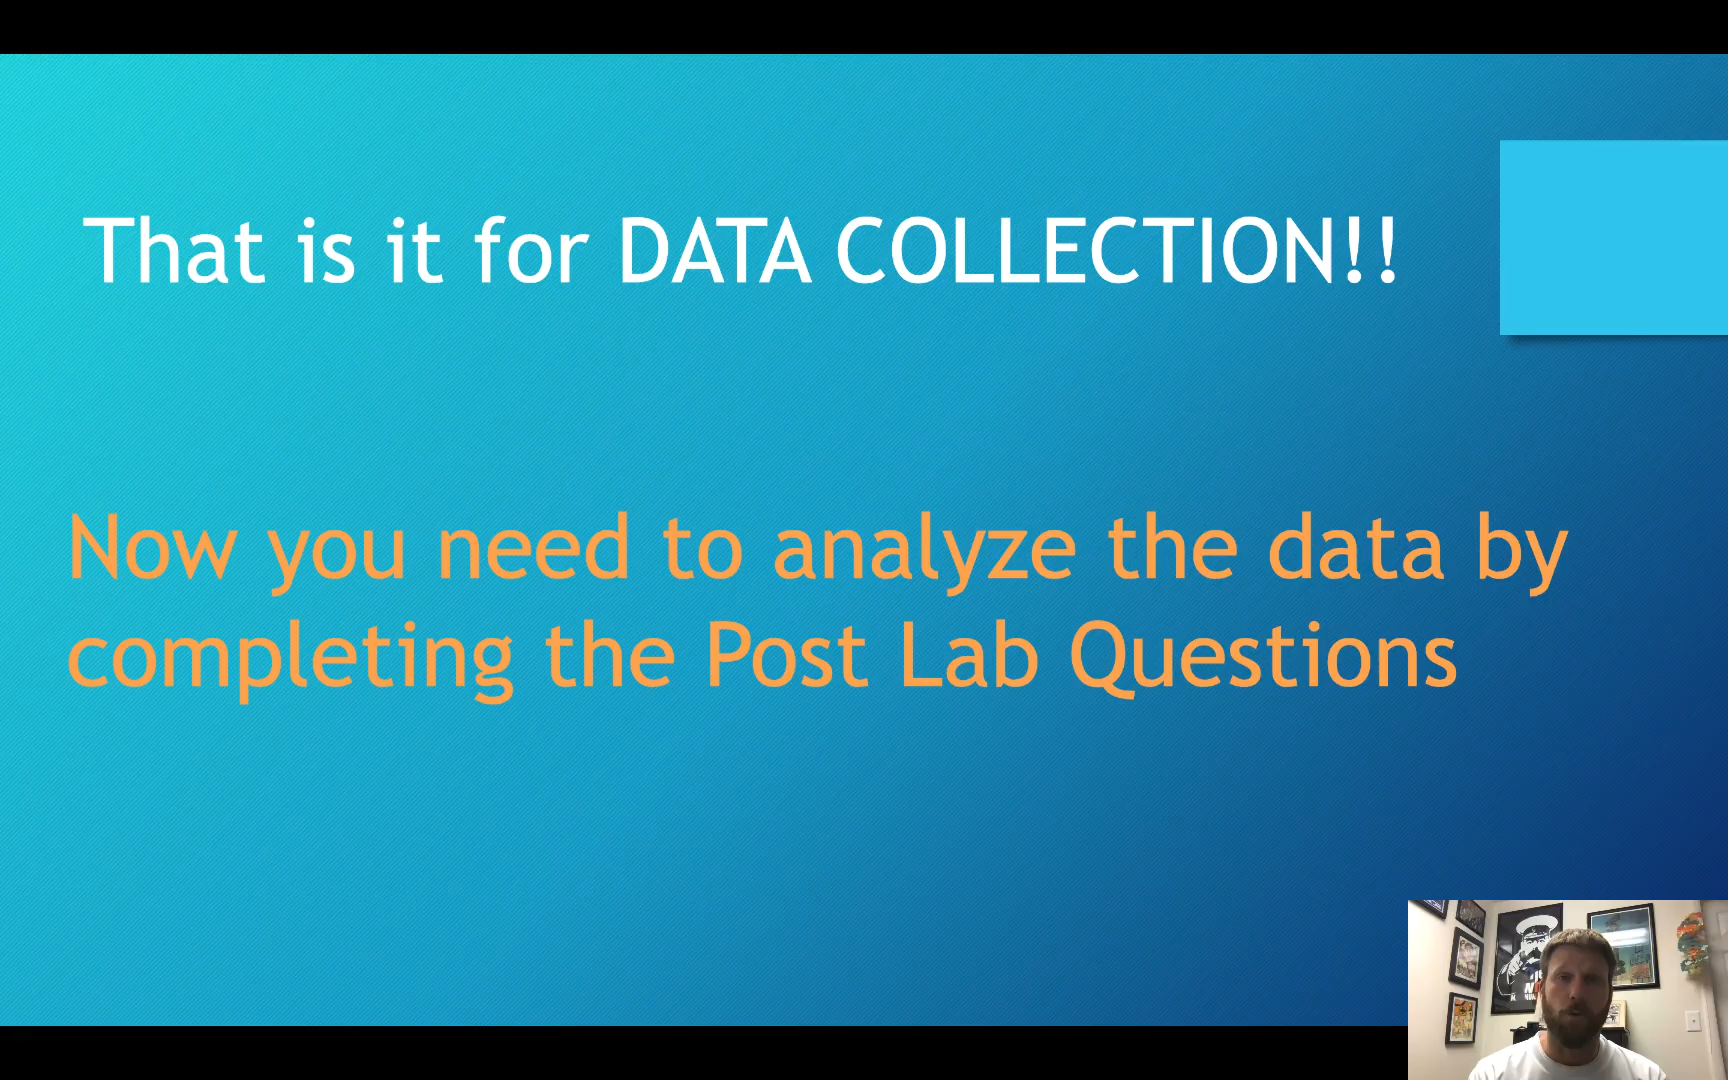 That is it for DATA COLLECTION!!
Now you need to analyze the data by
completing the Post Lab Questions